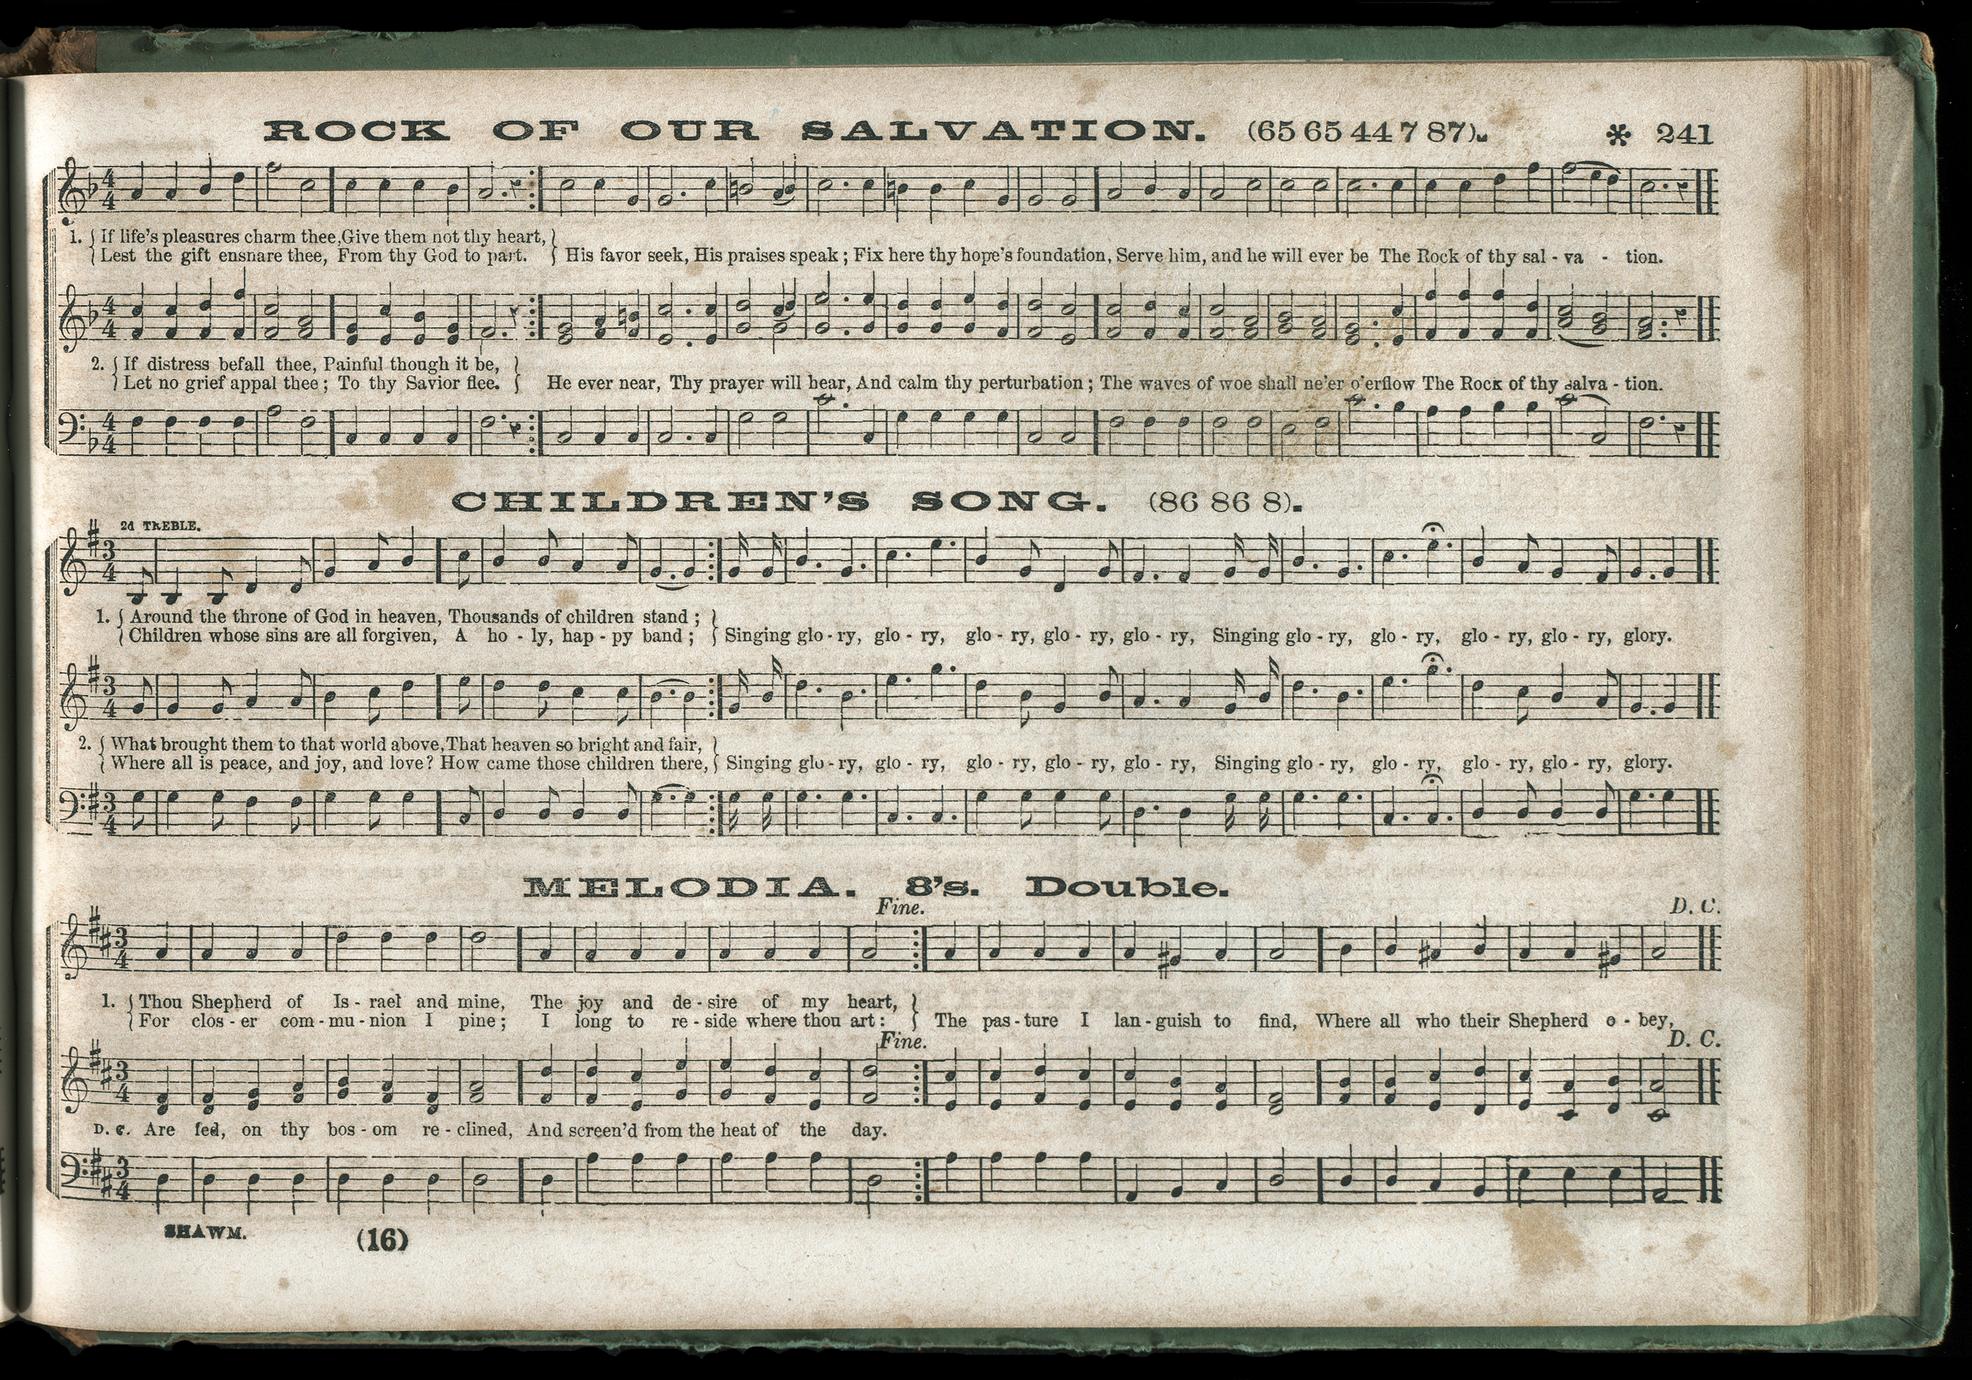 ROCK OF OUR SALVATION. (65 65 44 7 87). * 241
1. { If life's pleasures charm thee, Give them not thy heart, }
{ Lest the gift ensnare thee, From thy God to part. } His favor seek, His praises speak; Fix here thy hope's foundation, Serve him, and he will ever be The Rock of thy sal - va - tion.
2. { If distress befall thee, Painful though it be, }
{ Let no grief appal thee; To thy Savior flee. } He ever near, Thy prayer will hear, And calm thy perturbation; The waves of woe shall ne'er o'erflow The Rock of thy salva - tion.
CHILDREN'S SONG. (86 86 8).
2d TREBLE.
1. { Around the throne of God in heaven, Thousands of children stand; }
{ Children whose sins are all forgiven, A ho - ly, hap - py band; } Singing glo - ry, glo - ry, glo - ry, glo - ry, glo - ry, Singing glo - ry, glo - ry, glo - ry, glo - ry, glory.
2. { What brought them to that world above, That heaven so bright and fair, }
{ Where all is peace, and joy, and love? How came those children there, } Singing glo - ry, glo - ry, glo - ry, glo - ry, glo - ry, Singing glo - ry, glo - ry, glo - ry, glo - ry, glory.
MELODIA. 8's. Double.
Fine. D. C.
1. { Thou Shepherd of Is - rael and mine, The joy and de - sire of my heart, }
{ For clos - er com - mu - nion I pine; I long to re - side where thou art: } The pas - ture I lan - guish to find, Where all who their Shepherd o - bey,
Fine. D. C.
D. C. Are fed, on thy bos - om re - clined, And screen'd from the heat of the day.
SHAWM. (16)